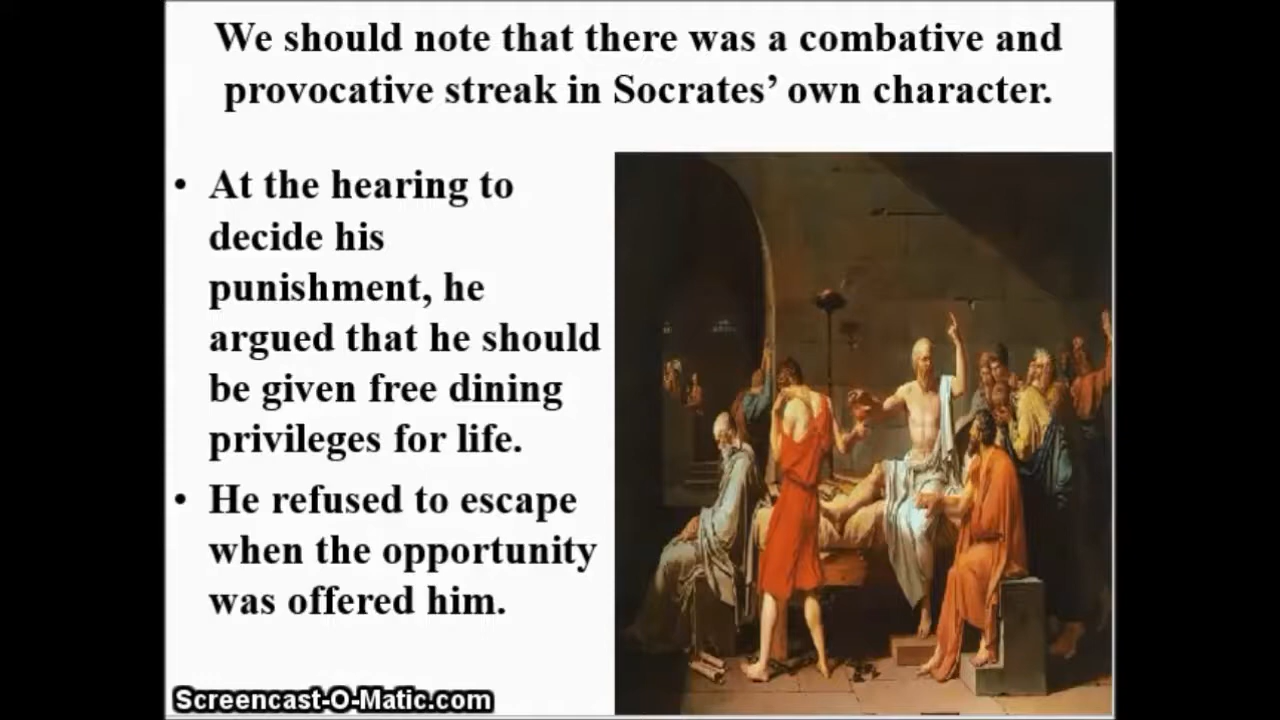 We should note that there was a combative and
provocative streak in Socrates’ own character.
• At the hearing to
decide his
punishment, he
argued that he should
be given free dining
privileges for life.
• He refused to escape
when the opportunity
was offered him.
Screencast-O-Matic.com